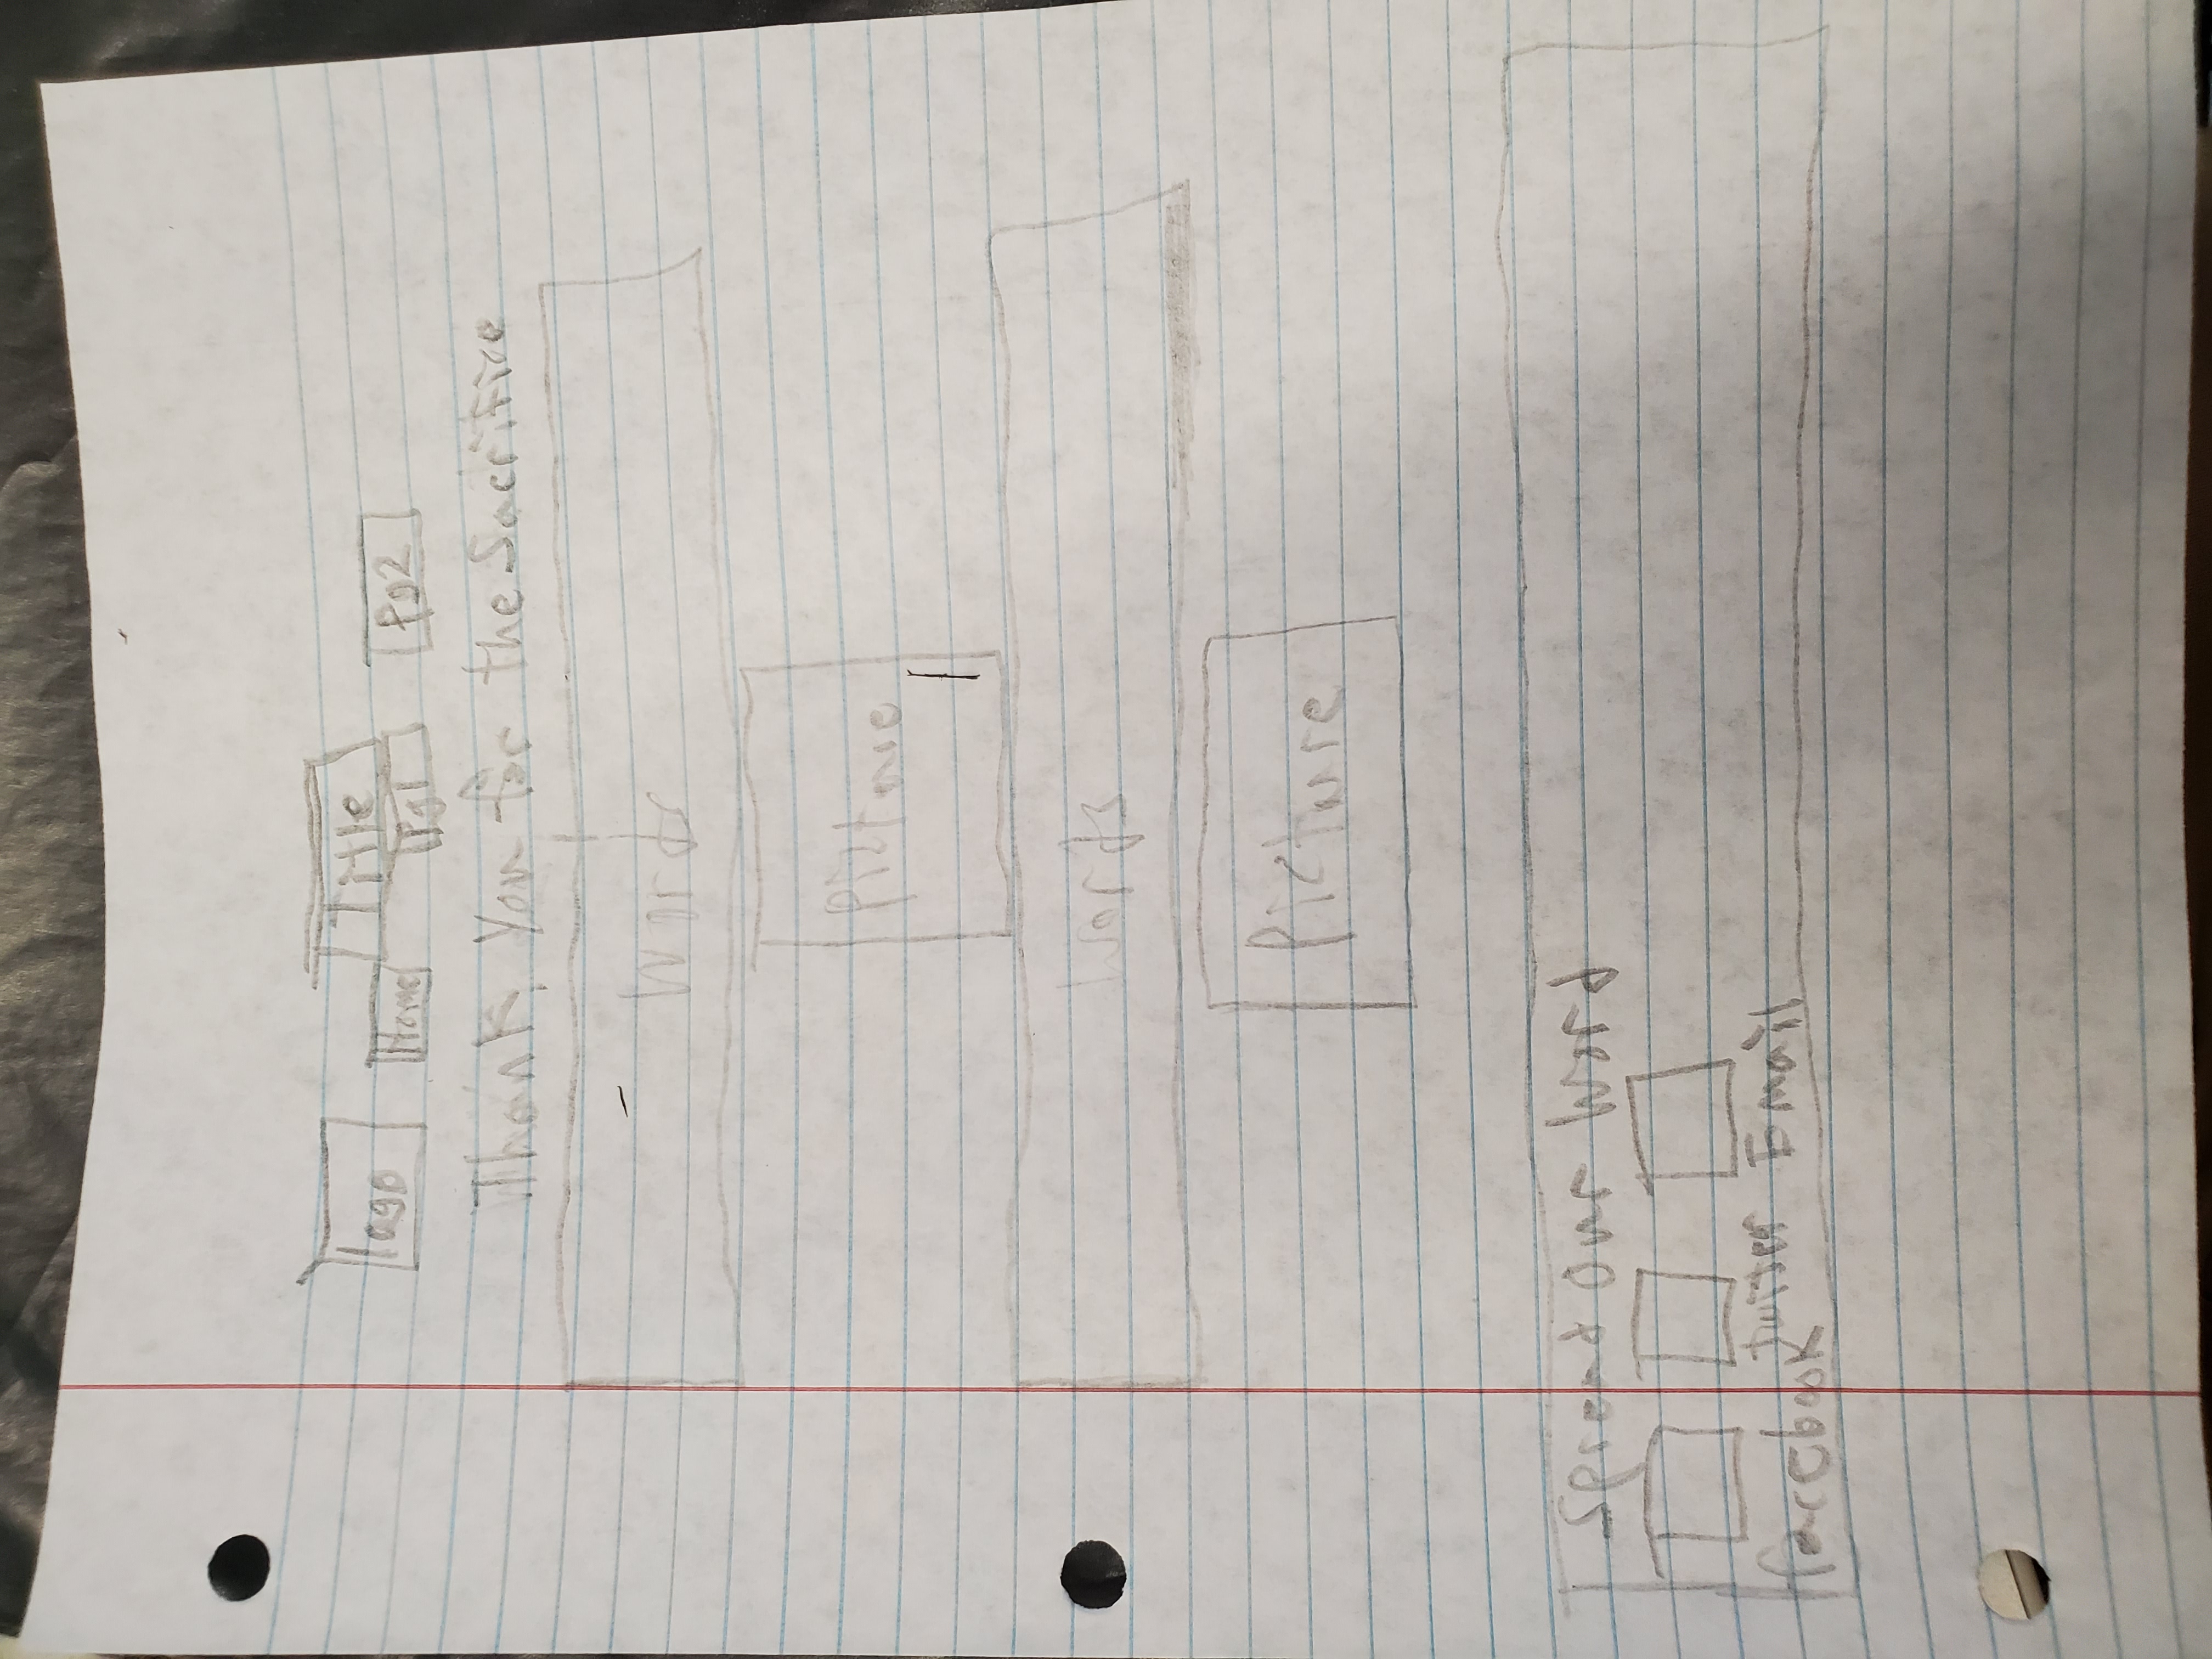 Title
logo
Home Pg1 Pg2
Thank You for the Sacrifice
Words
Picture
Words
Picture
Spread Our Word
facebook twitter Email